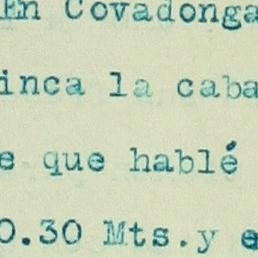 En Covadonga
inca la caba
e que hablé
0.30 Mts.y e